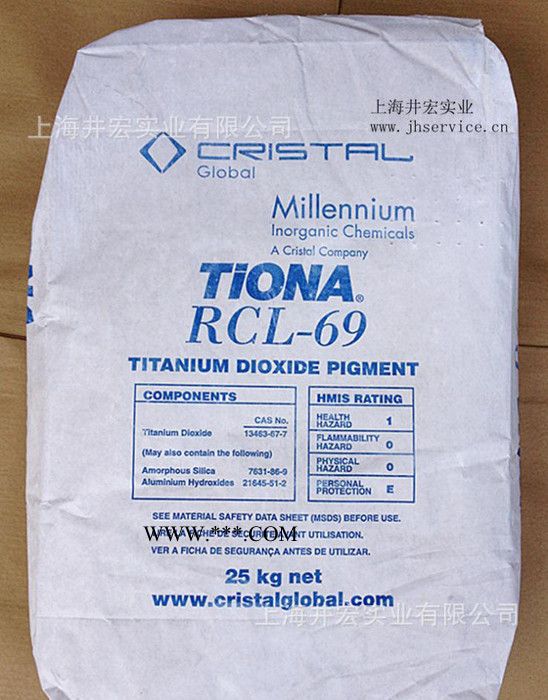 上海井宏实业
www.jhservice.cn
上海井宏实业有限公司
CRISTAL
Global
Millennium
Inorganic Chemicals
A Cristal Company
TiONA®
RCL-69
TITANIUM DIOXIDE PIGMENT
COMPONENTS
CAS No.
Titanium Dioxide 13463-67-7
(May also contain the following)
Amorphous Silica 7631-86-9
Aluminium Hydroxides 21645-51-2
HMIS RATING
HEALTH HAZARD 1
FLAMMABILITY HAZARD 0
PHYSICAL HAZARD 0
PERSONAL PROTECTION E
SEE MATERIAL SAFETY DATA SHEET (MSDS) BEFORE USE.
FICHE DE UTILISATION.
WWW.***.COM
VER A FICHA DE SEGURANÇA ANTES DE UTILIZAR.
25 kg net
www.cristalglobal.com
上海井宏实业有限公司